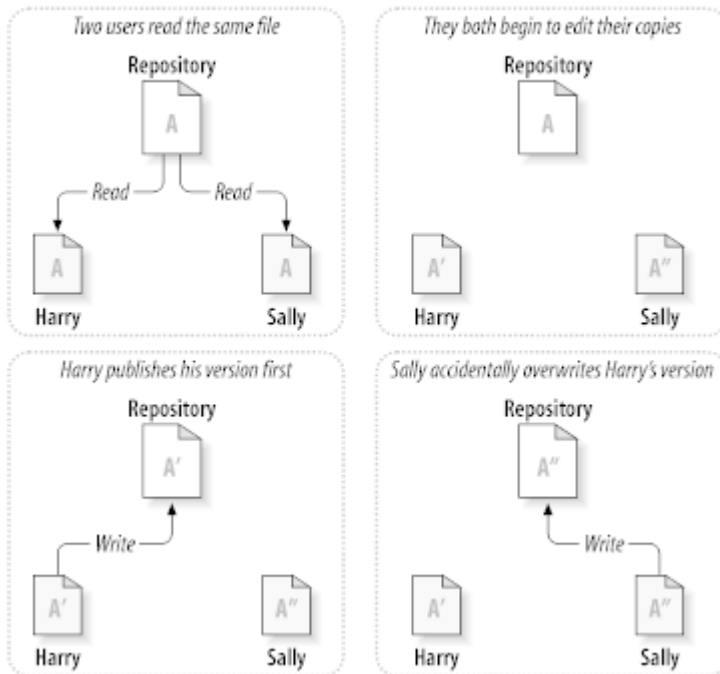 Two users read the same file
Repository
A
Read
Read
A
A
Harry
Sally
They both begin to edit their copies
Repository
A
A′
A″
Harry
Sally
Harry publishes his version first
Repository
A′
Write
A′
A″
Harry
Sally
Sally accidentally overwrites Harry's version
Repository
A″
Write
A′
A″
Harry
Sally